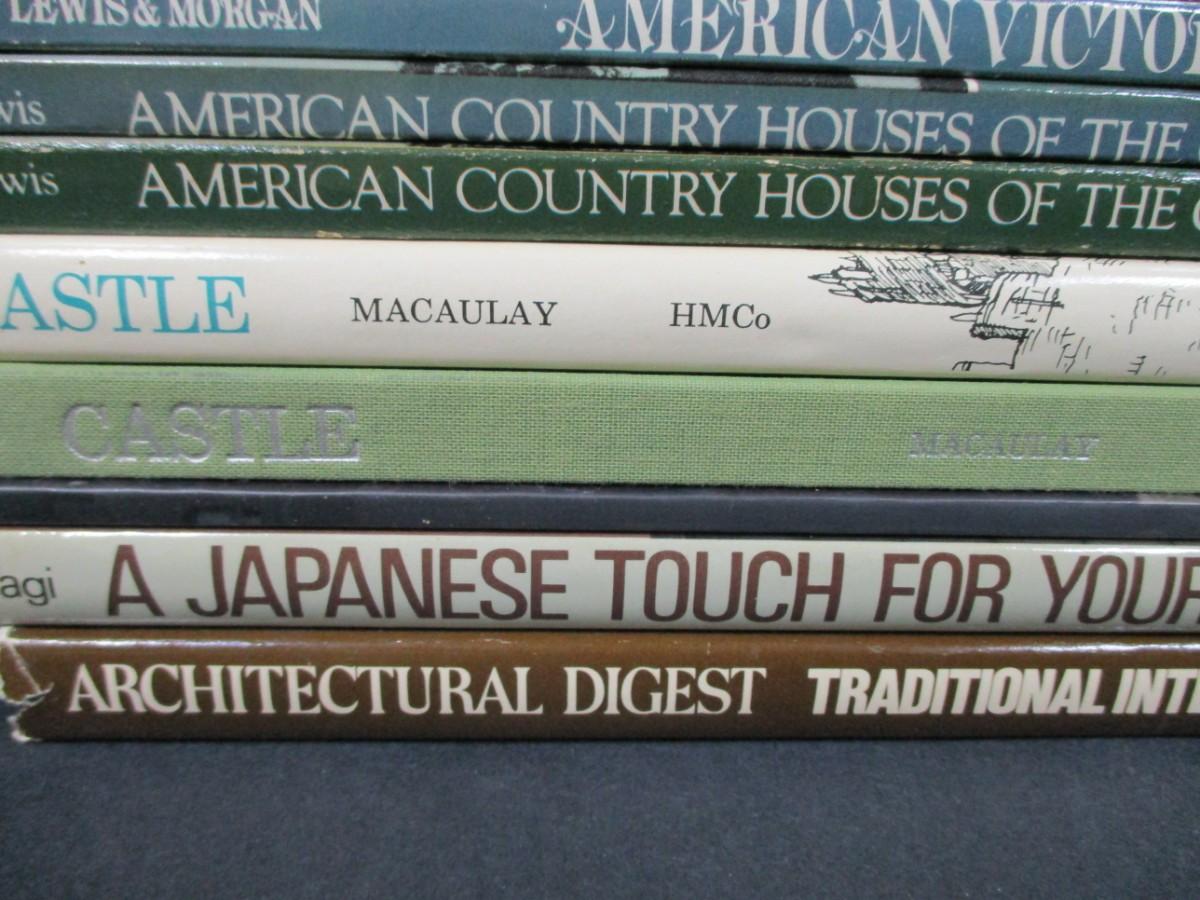 LEWIS & MORGAN AMERICAN VICTO
wis AMERICAN COUNTRY HOUSES OF THE
wis AMERICAN COUNTRY HOUSES OF THE G
ASTLE MACAULAY HMCo
CASTLE MACAULAY
agi A JAPANESE TOUCH FOR YOUR
ARCHITECTURAL DIGEST TRADITIONAL INTE